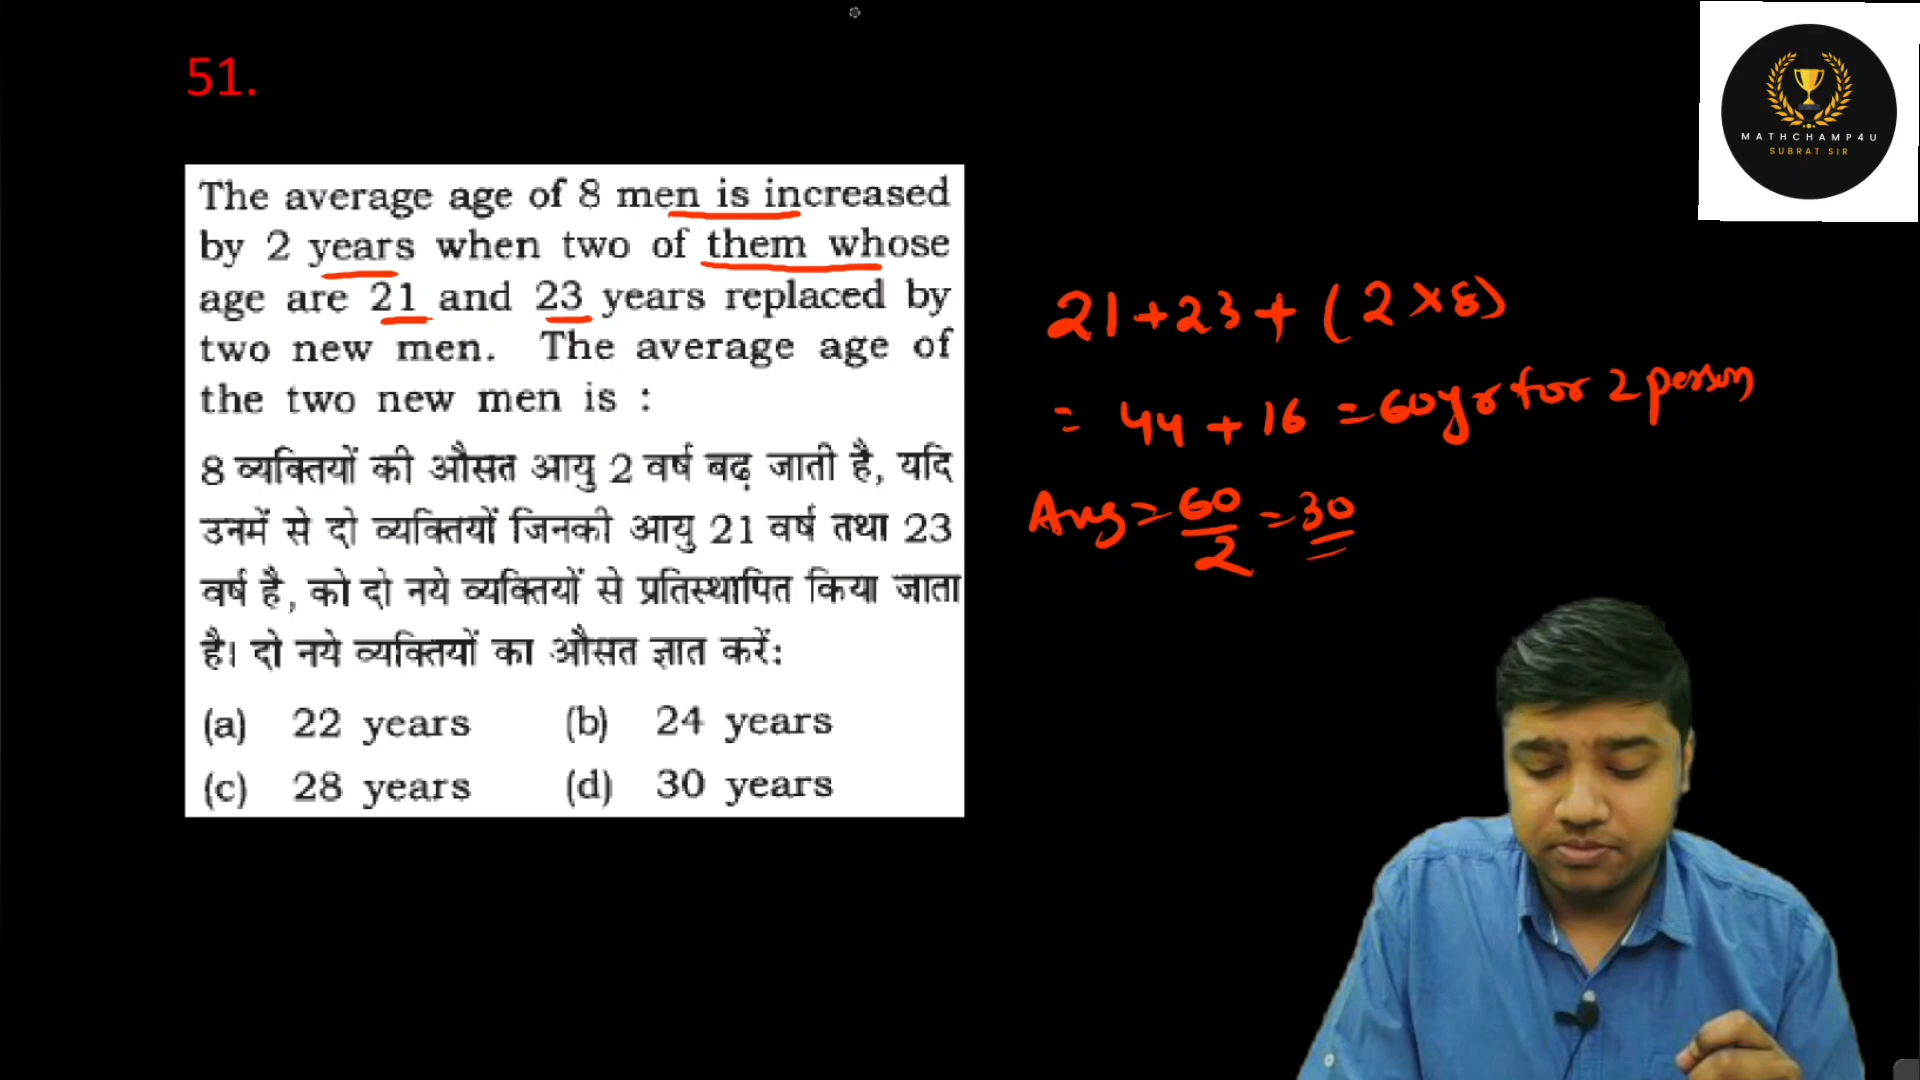 51.
The average age of 8 men is increased
by 2 years when two of them whose
age are 21 and 23 years replaced by
two new men. The average age of
the two new men is :
8 व्यक्तियों की औसत आयु 2 वर्ष बढ़ जाती है, यदि
उनमें से दो व्यक्तियों जिनकी आयु 21 वर्ष तथा 23
वर्ष है, को दो नये व्यक्तियों से प्रतिस्थापित किया जाता
है। दो नये व्यक्तियों का औसत ज्ञात करें:
(a) 22 years (b) 24 years
(c) 28 years (d) 30 years
21+23+(2×8)
= 44+16 = 60yr for 2 person
Avg = 60/2 = 30
MATHCHAMP4U
SUBRAT SIR